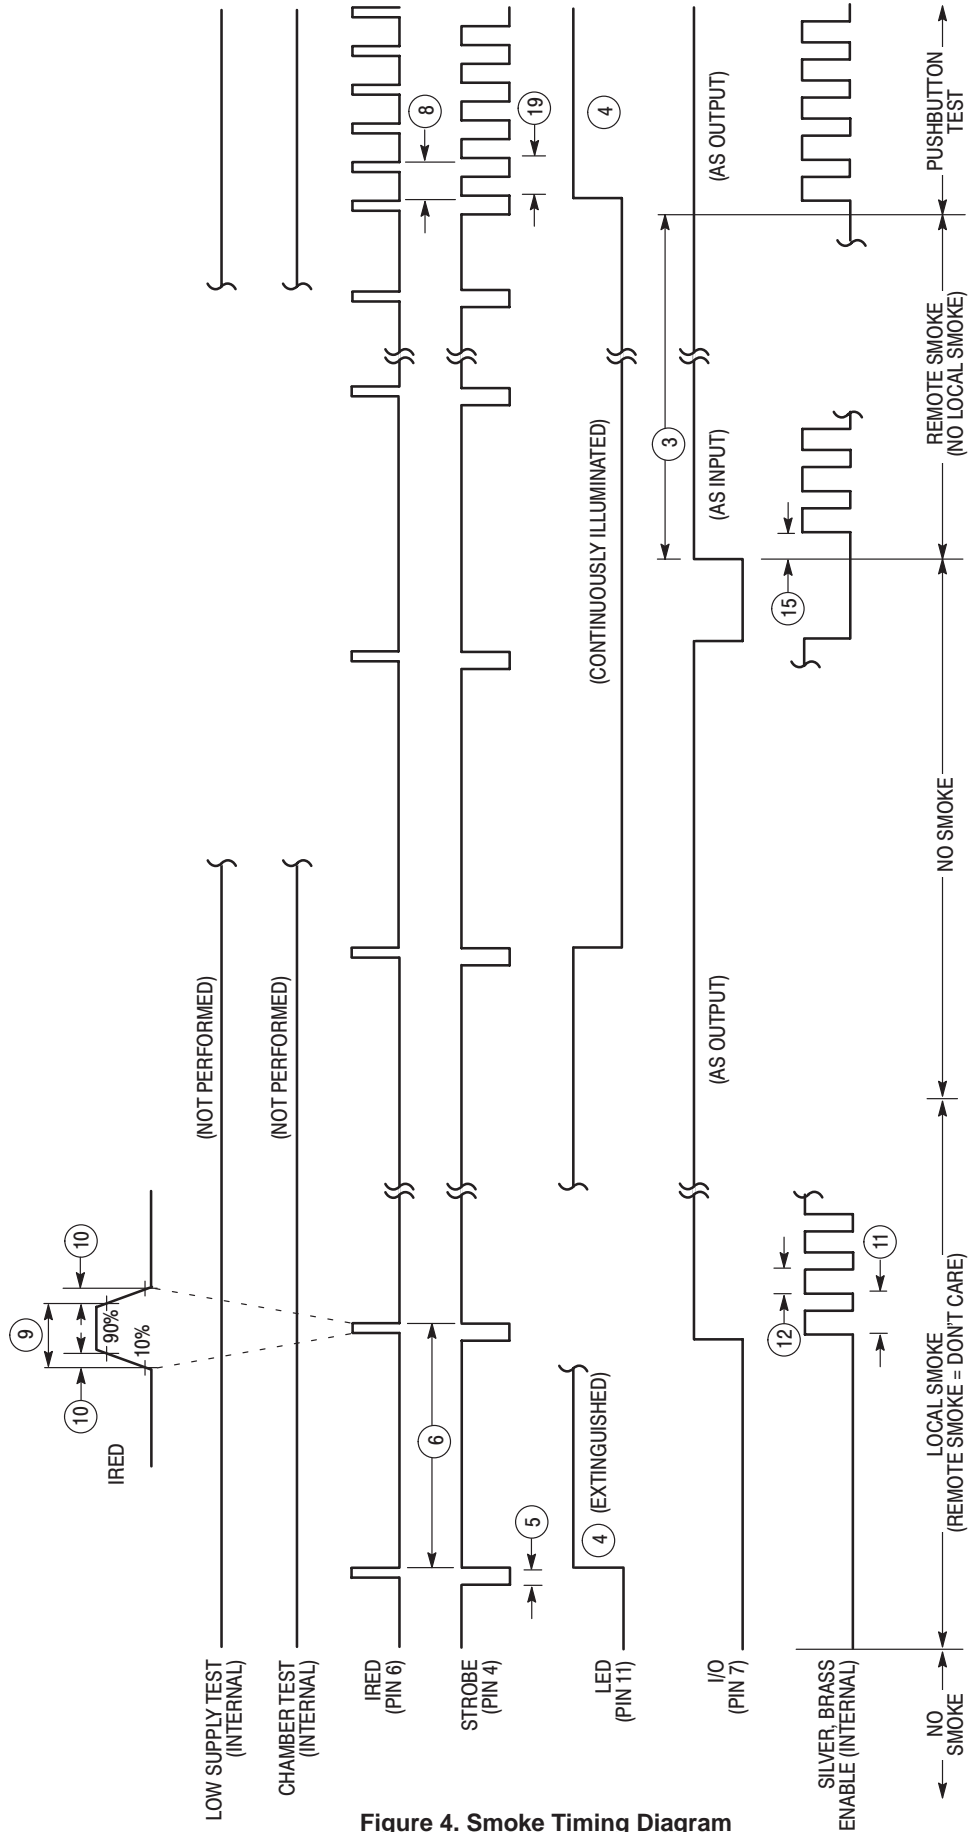 9
10
10
90%
10%
IRED
LOW SUPPLY TEST
(INTERNAL)
(NOT PERFORMED)
CHAMBER TEST
(INTERNAL)
(NOT PERFORMED)
IRED
(PIN 6)
6
8
STROBE
(PIN 4)
5
19
LED
(PIN 11)
4
(EXTINGUISHED)
(CONTINUOUSLY ILLUMINATED)
4
I/O
(PIN 7)
(AS OUTPUT)
3
(AS INPUT)
(AS OUTPUT)
SILVER, BRASS
ENABLE (INTERNAL)
12
11
15
NO
SMOKE
LOCAL SMOKE
(REMOTE SMOKE = DON'T CARE)
NO SMOKE
REMOTE SMOKE
(NO LOCAL SMOKE)
PUSHBUTTON
TEST
Figure 4. Smoke Timing Diagram